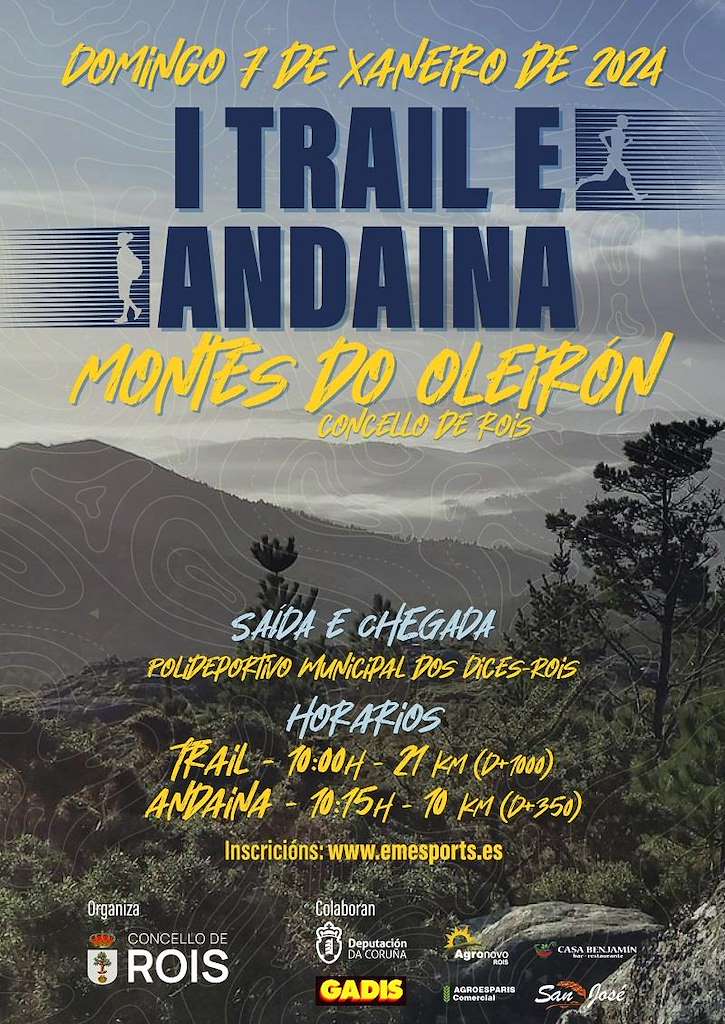 DOMINGO 7 DE XANEIRO DE 2024
I TRAIL E
ANDAINA
MONTES DO OLEIRÓN
CONCELLO DE ROIS
SAÍDA E CHEGADA
POLIDEPORTIVO MUNICIPAL DOS DICES-ROIS
HORARIOS
TRAIL - 10:00H - 21 KM (D+1000)
ANDAINA - 10:15H - 10 KM (D+350)
Inscricións: www.emesports.es
Organiza
CONCELLO DE
ROIS
Colaboran
Deputación
DA CORUÑA
Agronovo
ROIS
CASA BENJAMÍN
bar - restaurante
GADIS
AGROESPARIS
Comercial
San José